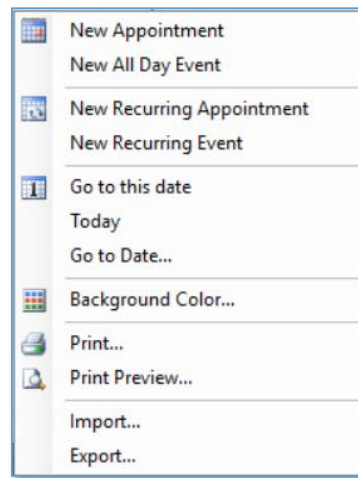 New Appointment
New All Day Event
New Recurring Appointment
New Recurring Event
1 Go to this date
Today
Go to Date...
Background Color...
Print...
Print Preview...
Import...
Export...